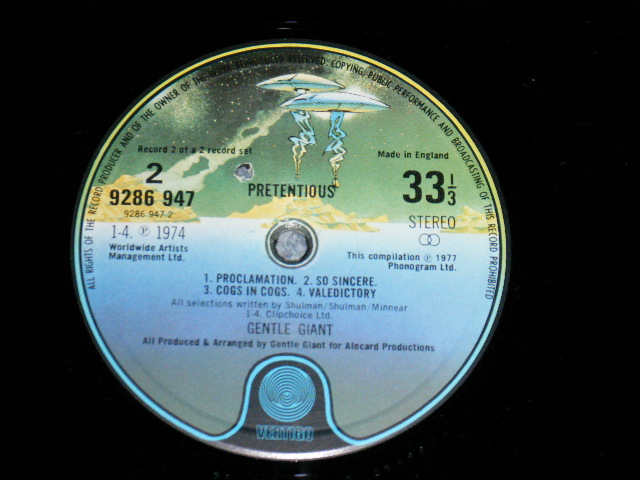 ALL RIGHTS OF THE RECORD PRODUCER AND OF THE OWNER OF THE WORK REPRODUCED RESERVED. COPYING, PUBLIC PERFORMANCE AND BROADCASTING OF THIS RECORD PROHIBITED
Record 2 of a 2 record set
Made in England
2
9286 947
9286 947·2
PRETENTIOUS
33 1/3
STEREO
1-4. ℗ 1974
Worldwide Artists
Management Ltd.
This compilation ℗ 1977
Phonogram Ltd.
1. PROCLAMATION. 2. SO SINCERE.
3. COGS IN COGS. 4. VALEDICTORY
All selections written by Shulman/Shulman/Minnear
1-4. Clipchoice Ltd.
GENTLE GIANT
All Produced & Arranged by Gentle Giant for Alocard Productions
VERTIGO